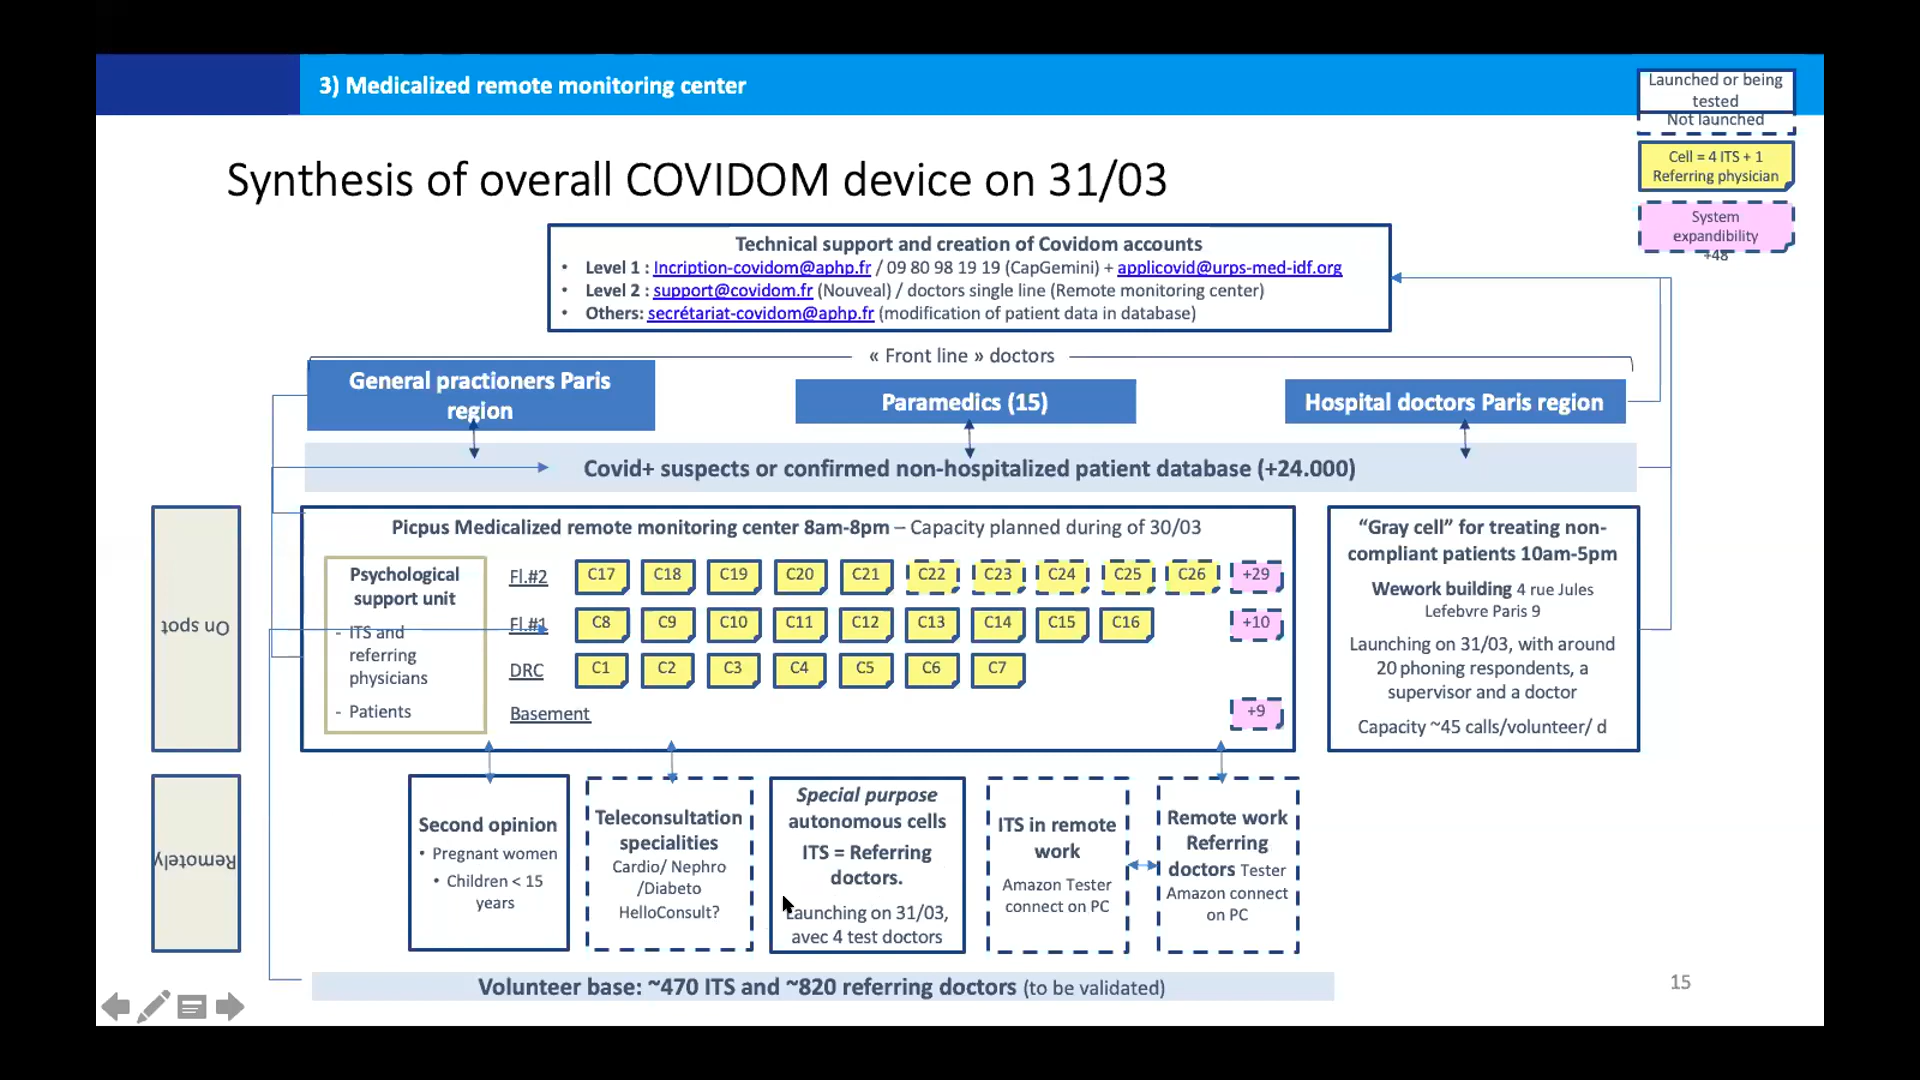 3) Medicalized remote monitoring center
Launched or being
tested
Not launched
Cell = 4 ITS + 1
Referring physician
System
expandibility
+48
Synthesis of overall COVIDOM device on 31/03
Technical support and creation of Covidom accounts
• Level 1 : Incription-covidom@aphp.fr / 09 80 98 19 19 (CapGemini) + applicovid@urps-med-idf.org
• Level 2 : support@covidom.fr (Nouveal) / doctors single line (Remote monitoring center)
• Others: secrétariat-covidom@aphp.fr (modification of patient data in database)
« Front line » doctors
General practioners Paris
region
Paramedics (15)
Hospital doctors Paris region
Covid+ suspects or confirmed non-hospitalized patient database (+24.000)
On spot
Picpus Medicalized remote monitoring center 8am-8pm – Capacity planned during of 30/03
Psychological
support unit
- ITS and
referring
physicians
- Patients
Fl.#2 C17 C18 C19 C20 C21 C22 C23 C24 C25 C26 +29
Fl.#1 C8 C9 C10 C11 C12 C13 C14 C15 C16 +10
DRC C1 C2 C3 C4 C5 C6 C7
Basement +9
“Gray cell” for treating non-
compliant patients 10am-5pm
Wework building 4 rue Jules
Lefebvre Paris 9
Launching on 31/03, with around
20 phoning respondents, a
supervisor and a doctor
Capacity ~45 calls/volunteer/ d
Remotely
Second opinion
• Pregnant women
• Children < 15
years
Teleconsultation
specialities
Cardio/ Nephro
/Diabeto
HelloConsult?
Special purpose
autonomous cells
ITS = Referring
doctors.
Launching on 31/03,
avec 4 test doctors
ITS in remote
work
Amazon Tester
connect on PC
Remote work
Referring
doctors Tester
Amazon connect
on PC
Volunteer base: ~470 ITS and ~820 referring doctors (to be validated)
15